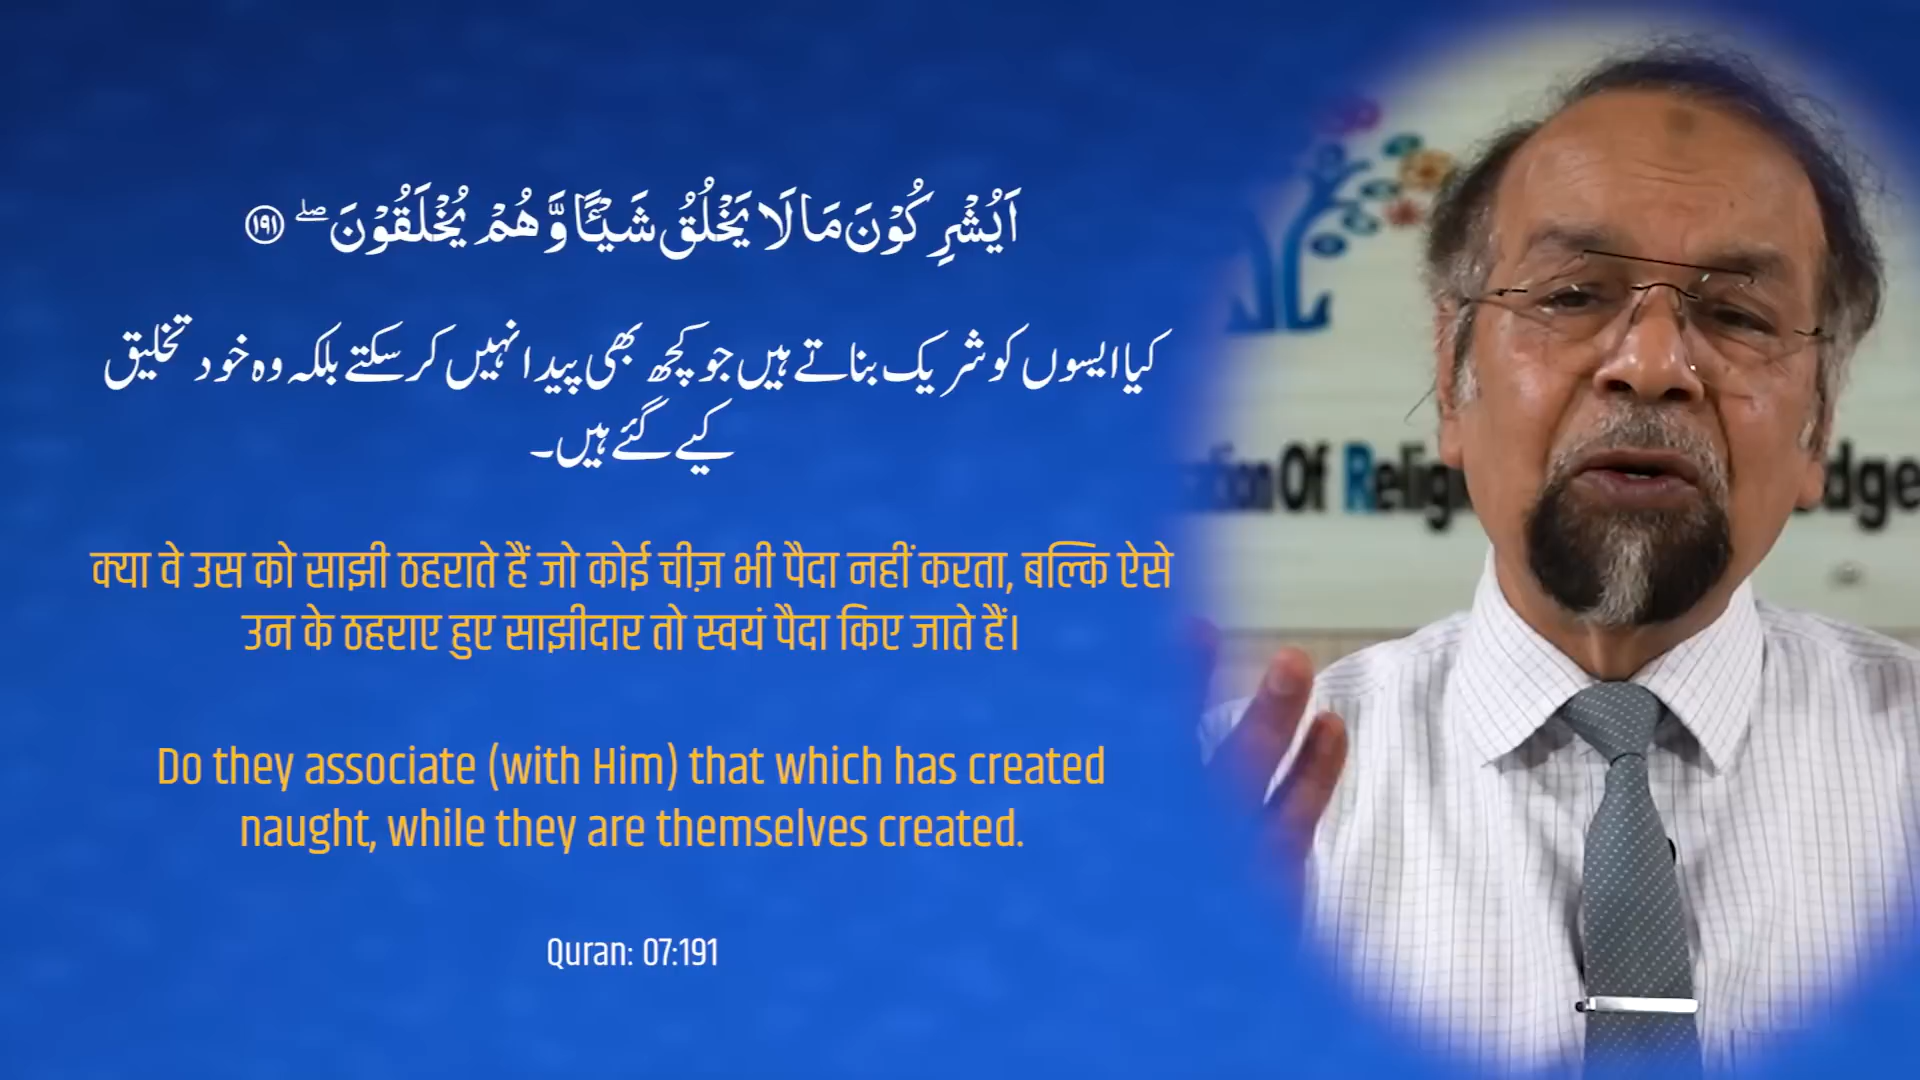 اَیُشْرِکُوْنَ مَا لَا یَخْلُقُ شَیْـًٔا وَّ هُمْ یُخْلَقُوْنَ ۖ ﴿۱۹۱﴾
کیا ایسوں کو شریک بناتے ہیں جو کچھ بھی پیدا نہیں کر سکتے بلکہ وہ خود تخلیق
کیے گئے ہیں۔
क्या वे उस को साझी ठहराते हैं जो कोई चीज़ भी पैदा नहीं करता, बल्कि ऐसे
उन के ठहराए हुए साझीदार तो स्वयं पैदा किए जाते हैं।
Do they associate (with Him) that which has created
naught, while they are themselves created.
Quran: 07:191
Of